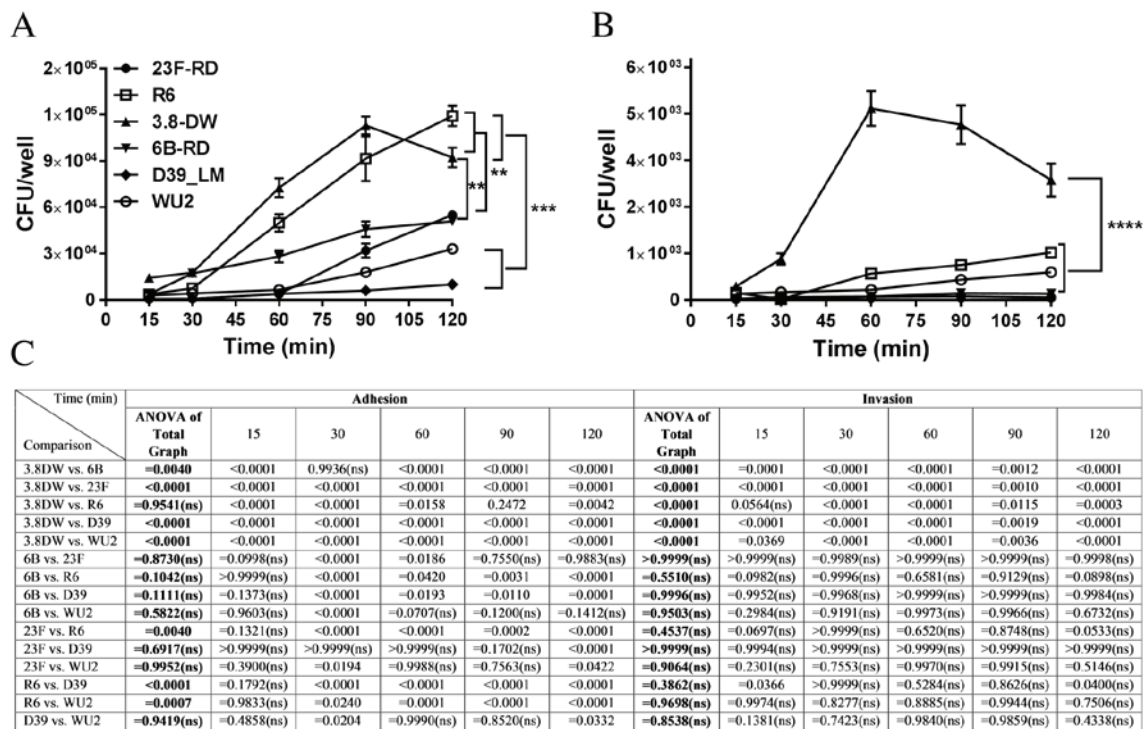 A
2×10^05
1×10^05
9×10^04
6×10^04
3×10^04
0
CFU/well
23F-RD
R6
3.8-DW
6B-RD
D39_LM
WU2
**
**
***
0 15 30 45 60 75 90 105 120
Time (min)
B
6×10^03
5×10^03
3×10^03
2×10^03
1×10^03
0
CFU/well
****
0 15 30 45 60 75 90 105 120
Time (min)
C
Time (min) Adhesion Invasion
Comparison ANOVA of Total Graph 15 30 60 90 120 ANOVA of Total Graph 15 30 60 90 120
3.8DW vs. 6B =0.0040 <0.0001 0.9936(ns) <0.0001 <0.0001 <0.0001 <0.0001 =0.0001 <0.0001 <0.0001 =0.0012 <0.0001
3.8DW vs. 23F <0.0001 <0.0001 <0.0001 <0.0001 <0.0001 =0.0001 <0.0001 <0.0001 <0.0001 <0.0001 =0.0010 <0.0001
3.8DW vs. R6 =0.9541(ns) <0.0001 <0.0001 =0.0158 0.2472 =0.0042 <0.0001 0.0564(ns) <0.0001 <0.0001 =0.0115 =0.0003
3.8DW vs. D39 <0.0001 <0.0001 <0.0001 <0.0001 <0.0001 <0.0001 <0.0001 <0.0001 <0.0001 <0.0001 =0.0019 <0.0001
3.8DW vs. WU2 <0.0001 <0.0001 <0.0001 <0.0001 <0.0001 <0.0001 <0.0001 =0.0369 <0.0001 <0.0001 =0.0036 <0.0001
6B vs. 23F =0.8730(ns) =0.0998(ns) <0.0001 =0.0186 =0.7550(ns) =0.9883(ns) >0.9999(ns) >0.9999(ns) =0.9989(ns) >0.9999(ns) >0.9999(ns) =0.9998(ns)
6B vs. R6 =0.1042(ns) >0.9999(ns) <0.0001 =0.0420 =0.0031 <0.0001 =0.5510(ns) =0.0982(ns) =0.9996(ns) =0.6581(ns) =0.9129(ns) =0.0898(ns)
6B vs. D39 =0.1111(ns) =0.1373(ns) <0.0001 =0.0193 =0.0110 <0.0001 =0.9996(ns) =0.9952(ns) =0.9968(ns) >0.9999(ns) >0.9999(ns) =0.9984(ns)
6B vs. WU2 =0.5822(ns) =0.9603(ns) <0.0001 =0.0707(ns) =0.1200(ns) =0.1412(ns) =0.9503(ns) =0.2984(ns) =0.9191(ns) =0.9973(ns) =0.9966(ns) =0.6732(ns)
23F vs. R6 =0.0040 =0.1321(ns) <0.0001 <0.0001 =0.0002 <0.0001 =0.4537(ns) =0.0697(ns) >0.9999(ns) =0.6520(ns) =0.8748(ns) =0.0533(ns)
23F vs. D39 =0.6917(ns) >0.9999(ns) >0.9999(ns) >0.9999(ns) =0.1702(ns) <0.0001 >0.9999(ns) =0.9994(ns) >0.9999(ns) >0.9999(ns) >0.9999(ns) >0.9999(ns)
23F vs. WU2 =0.9952(ns) =0.3900(ns) =0.0194 =0.9988(ns) =0.7563(ns) =0.0422 =0.9064(ns) =0.2301(ns) =0.7553(ns) =0.9970(ns) =0.9915(ns) =0.5146(ns)
R6 vs. D39 <0.0001 =0.1792(ns) <0.0001 <0.0001 <0.0001 <0.0001 =0.3862(ns) =0.0366 >0.9999(ns) =0.5284(ns) =0.8626(ns) =0.0400(ns)
R6 vs. WU2 =0.0007 =0.9833(ns) =0.0240 =0.0001 <0.0001 <0.0001 =0.9698(ns) =0.9974(ns) =0.8277(ns) =0.8885(ns) =0.9944(ns) =0.7506(ns)
D39 vs. WU2 =0.9419(ns) =0.4858(ns) =0.0204 =0.9990(ns) =0.8520(ns) =0.0332 =0.8538(ns) =0.1381(ns) =0.7423(ns) =0.9840(ns) =0.9859(ns) =0.4338(ns)